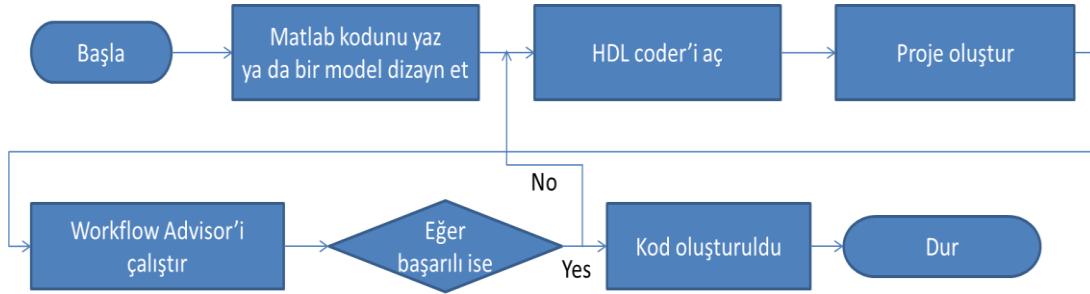 Başla
Matlab kodunu yaz
ya da bir model dizayn et
HDL coder'i aç
Proje oluştur
No
Workflow Advisor'i
çalıştır
Eğer
başarılı ise
Yes
Kod oluşturuldu
Dur